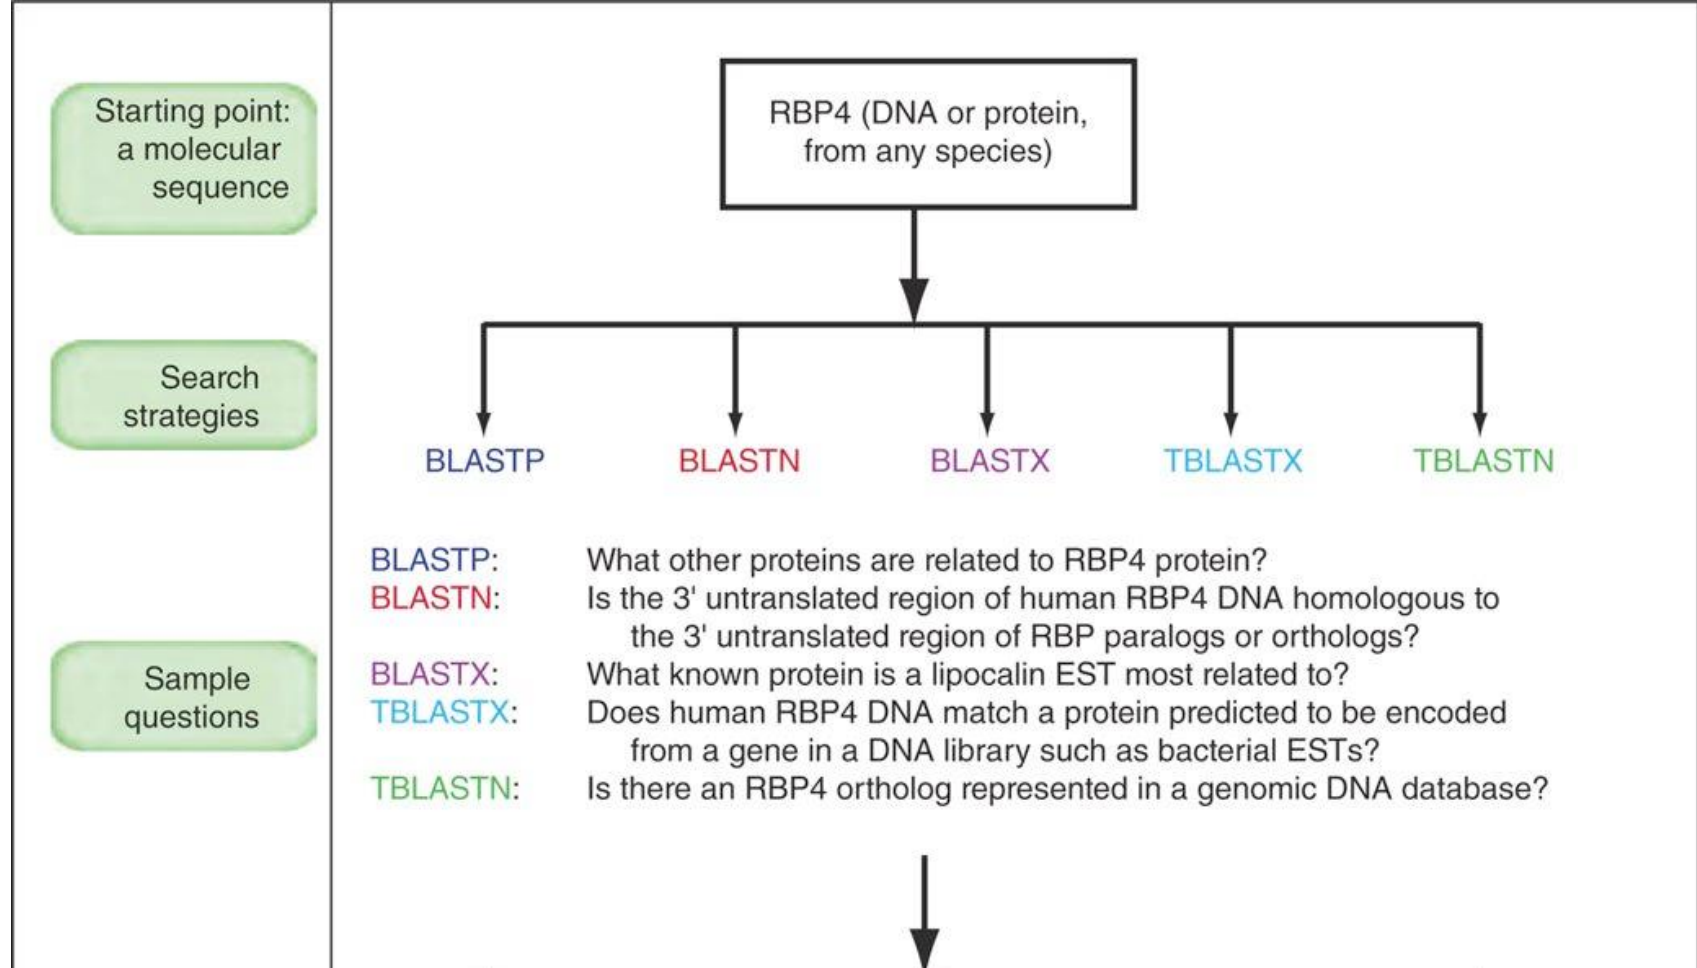 Starting point:
a molecular
sequence
RBP4 (DNA or protein,
from any species)
Search
strategies
BLASTP
BLASTN
BLASTX
TBLASTX
TBLASTN
Sample
questions
BLASTP: What other proteins are related to RBP4 protein?
BLASTN: Is the 3' untranslated region of human RBP4 DNA homologous to
the 3' untranslated region of RBP paralogs or orthologs?
BLASTX: What known protein is a lipocalin EST most related to?
TBLASTX: Does human RBP4 DNA match a protein predicted to be encoded
from a gene in a DNA library such as bacterial ESTs?
TBLASTN: Is there an RBP4 ortholog represented in a genomic DNA database?